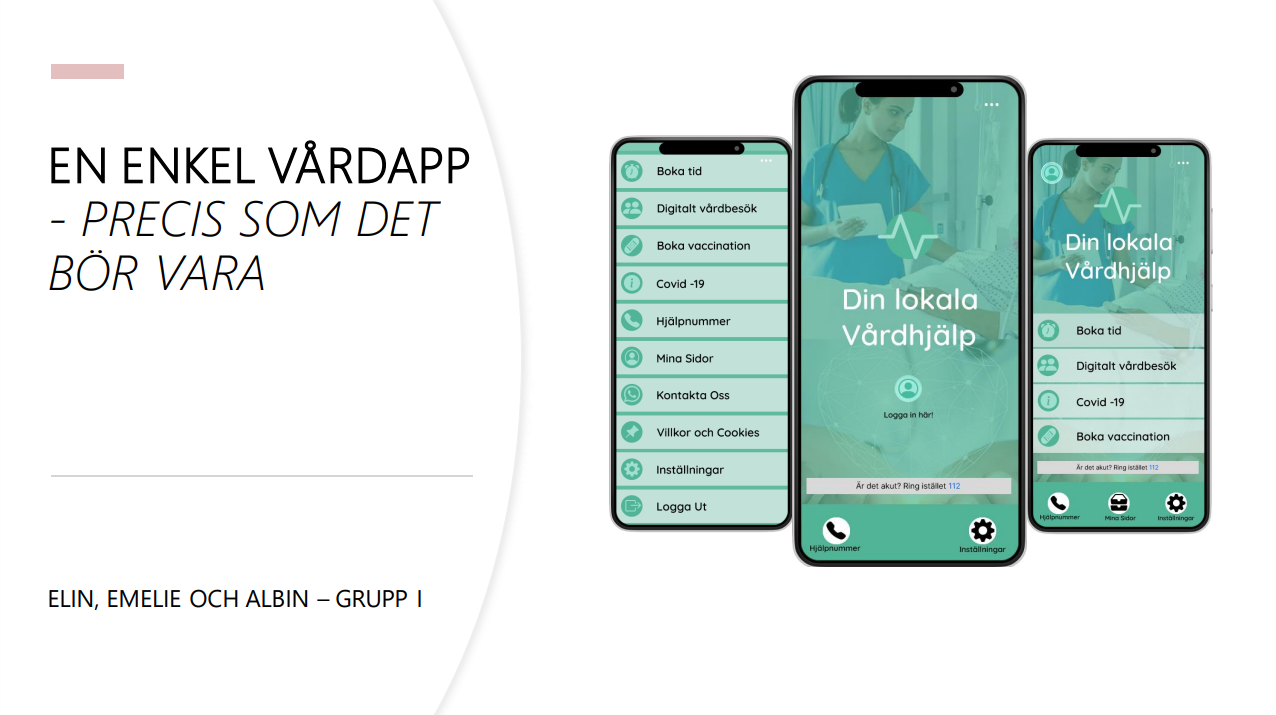 EN ENKEL VÅRDAPP
- PRECIS SOM DET
BÖR VARA
ELIN, EMELIE OCH ALBIN – GRUPP I
Boka tid
Digitalt vårdbesök
Boka vaccination
Covid -19
Hjälpnummer
Mina Sidor
Kontakta Oss
Villkor och Cookies
Inställningar
Logga Ut
Din lokala
Vårdhjälp
Logga in här!
Är det akut? Ring istället 112
Hjälpnummer
Inställningar
Din lokala
Vårdhjälp
Boka tid
Digitalt vårdbesök
Covid -19
Boka vaccination
Är det akut? Ring istället 112
Hjälpnummer
Mina Sidor
Inställningar